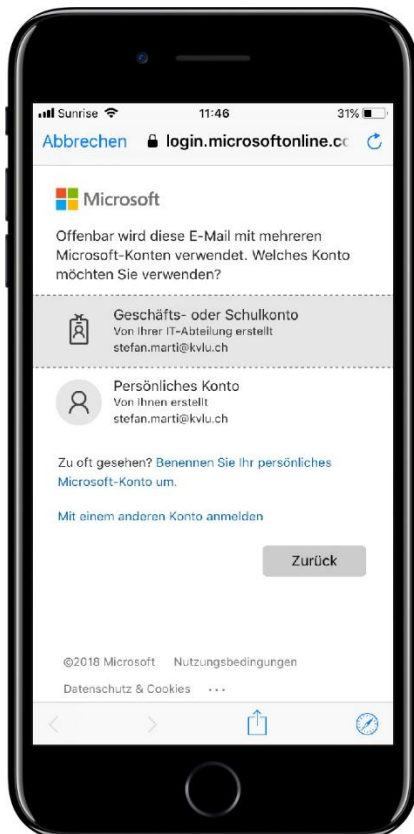 Sunrise 11:46 31%
Abbrechen login.microsoftonline.cc
Microsoft
Offenbar wird diese E-Mail mit mehreren
Microsoft-Konten verwendet. Welches Konto
möchten Sie verwenden?
Geschäfts- oder Schulkonto
Von Ihrer IT-Abteilung erstellt
stefan.marti@kvlu.ch
Persönliches Konto
Von Ihnen erstellt
stefan.marti@kvlu.ch
Zu oft gesehen? Benennen Sie Ihr persönliches
Microsoft-Konto um.
Mit einem anderen Konto anmelden
Zurück
©2018 Microsoft Nutzungsbedingungen
Datenschutz & Cookies ...